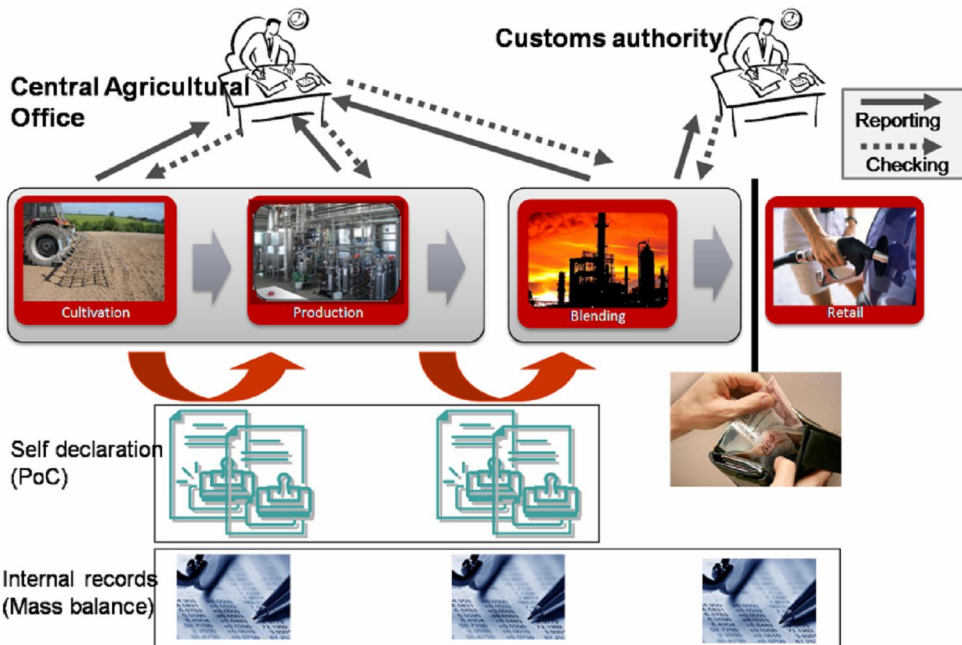 Customs authority
Central Agricultural
Office
Reporting
Checking
Cultivation
Production
Blending
Retail
Self declaration
(PoC)
Internal records
(Mass balance)